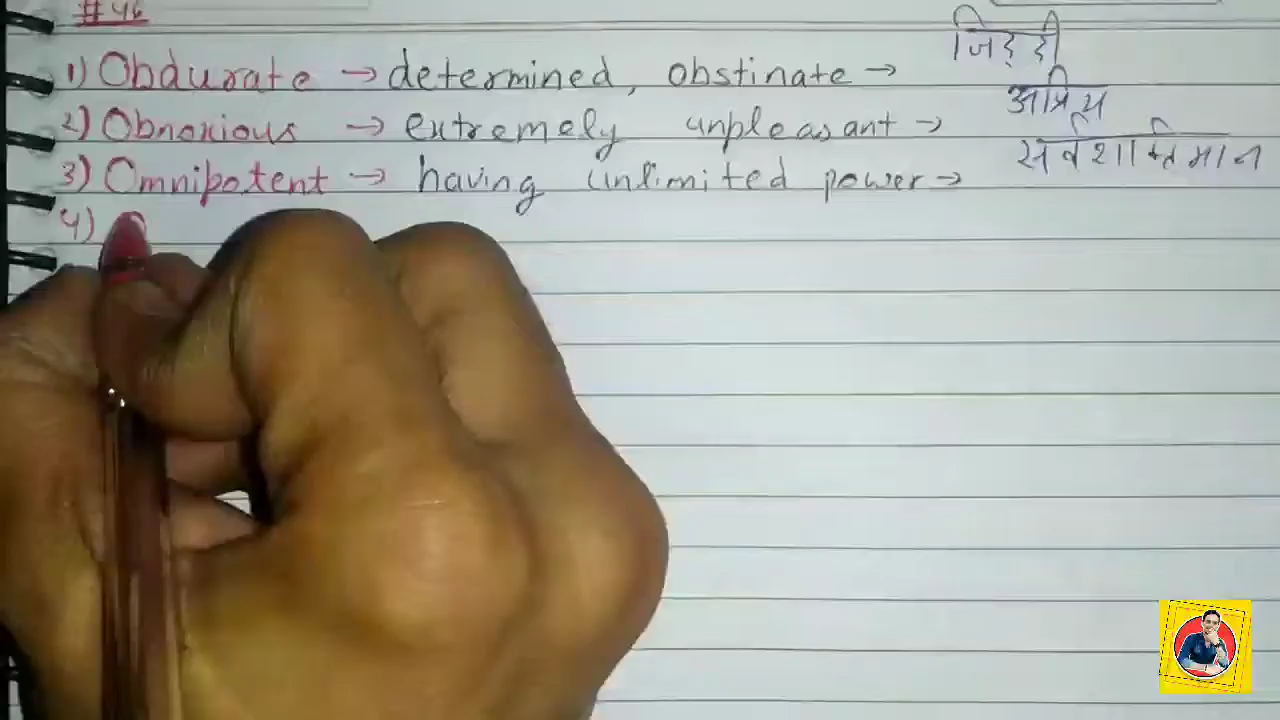 #46
1) Obdurate → determined, obstinate → जिद्दी
2) Obnoxious → extremely unpleasant → अप्रिय
3) Omnipotent → having unlimited power → सर्वशक्तिमान
4)